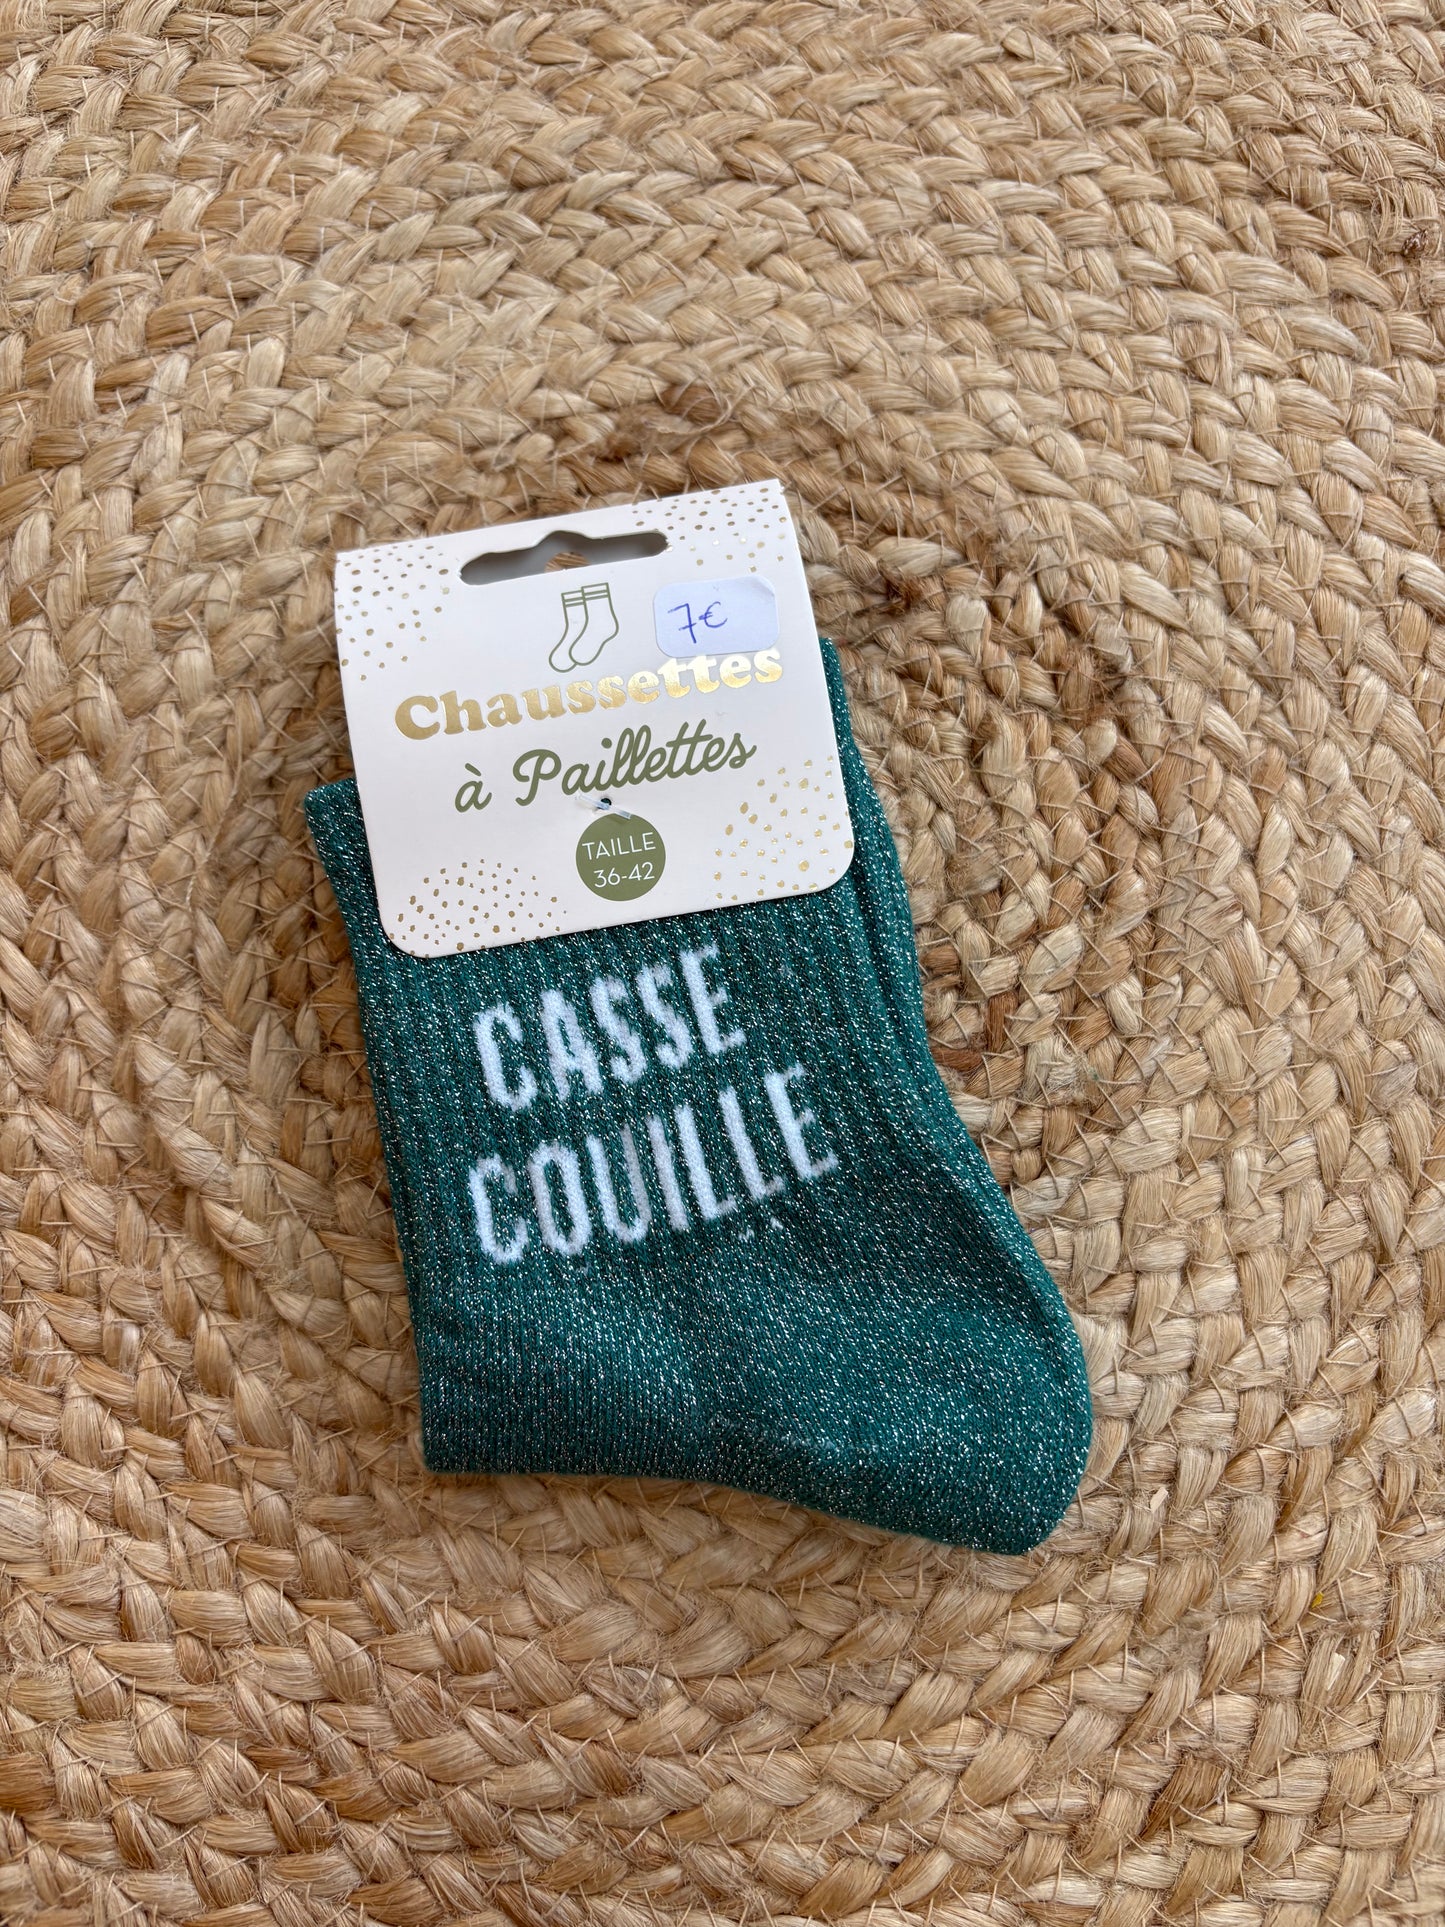 7€
Chaussettes
à Paillettes
TAILLE
36-42
CASSE
COUILLE